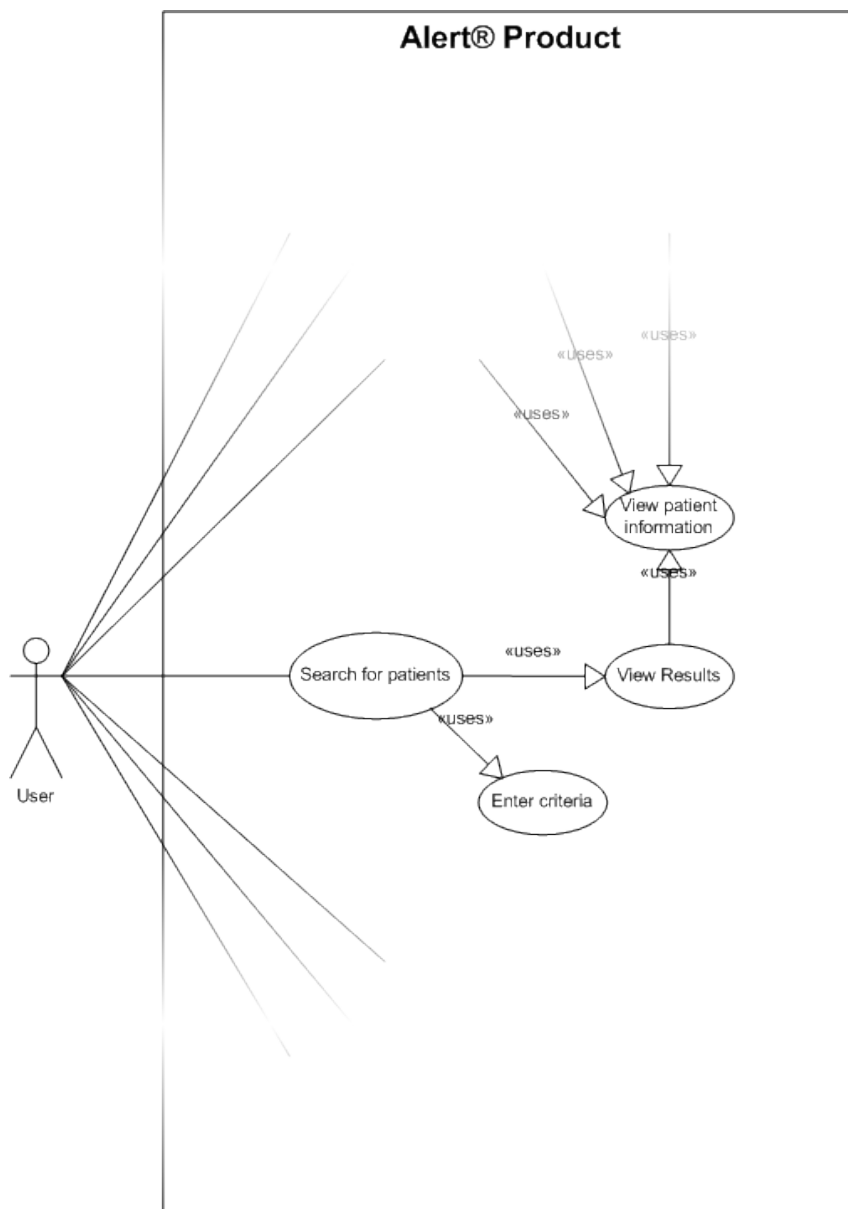 Alert® Product
«uses»
«uses»
«uses»
View patient
information
«uses»
Search for patients
«uses»
View Results
«uses»
Enter criteria
User